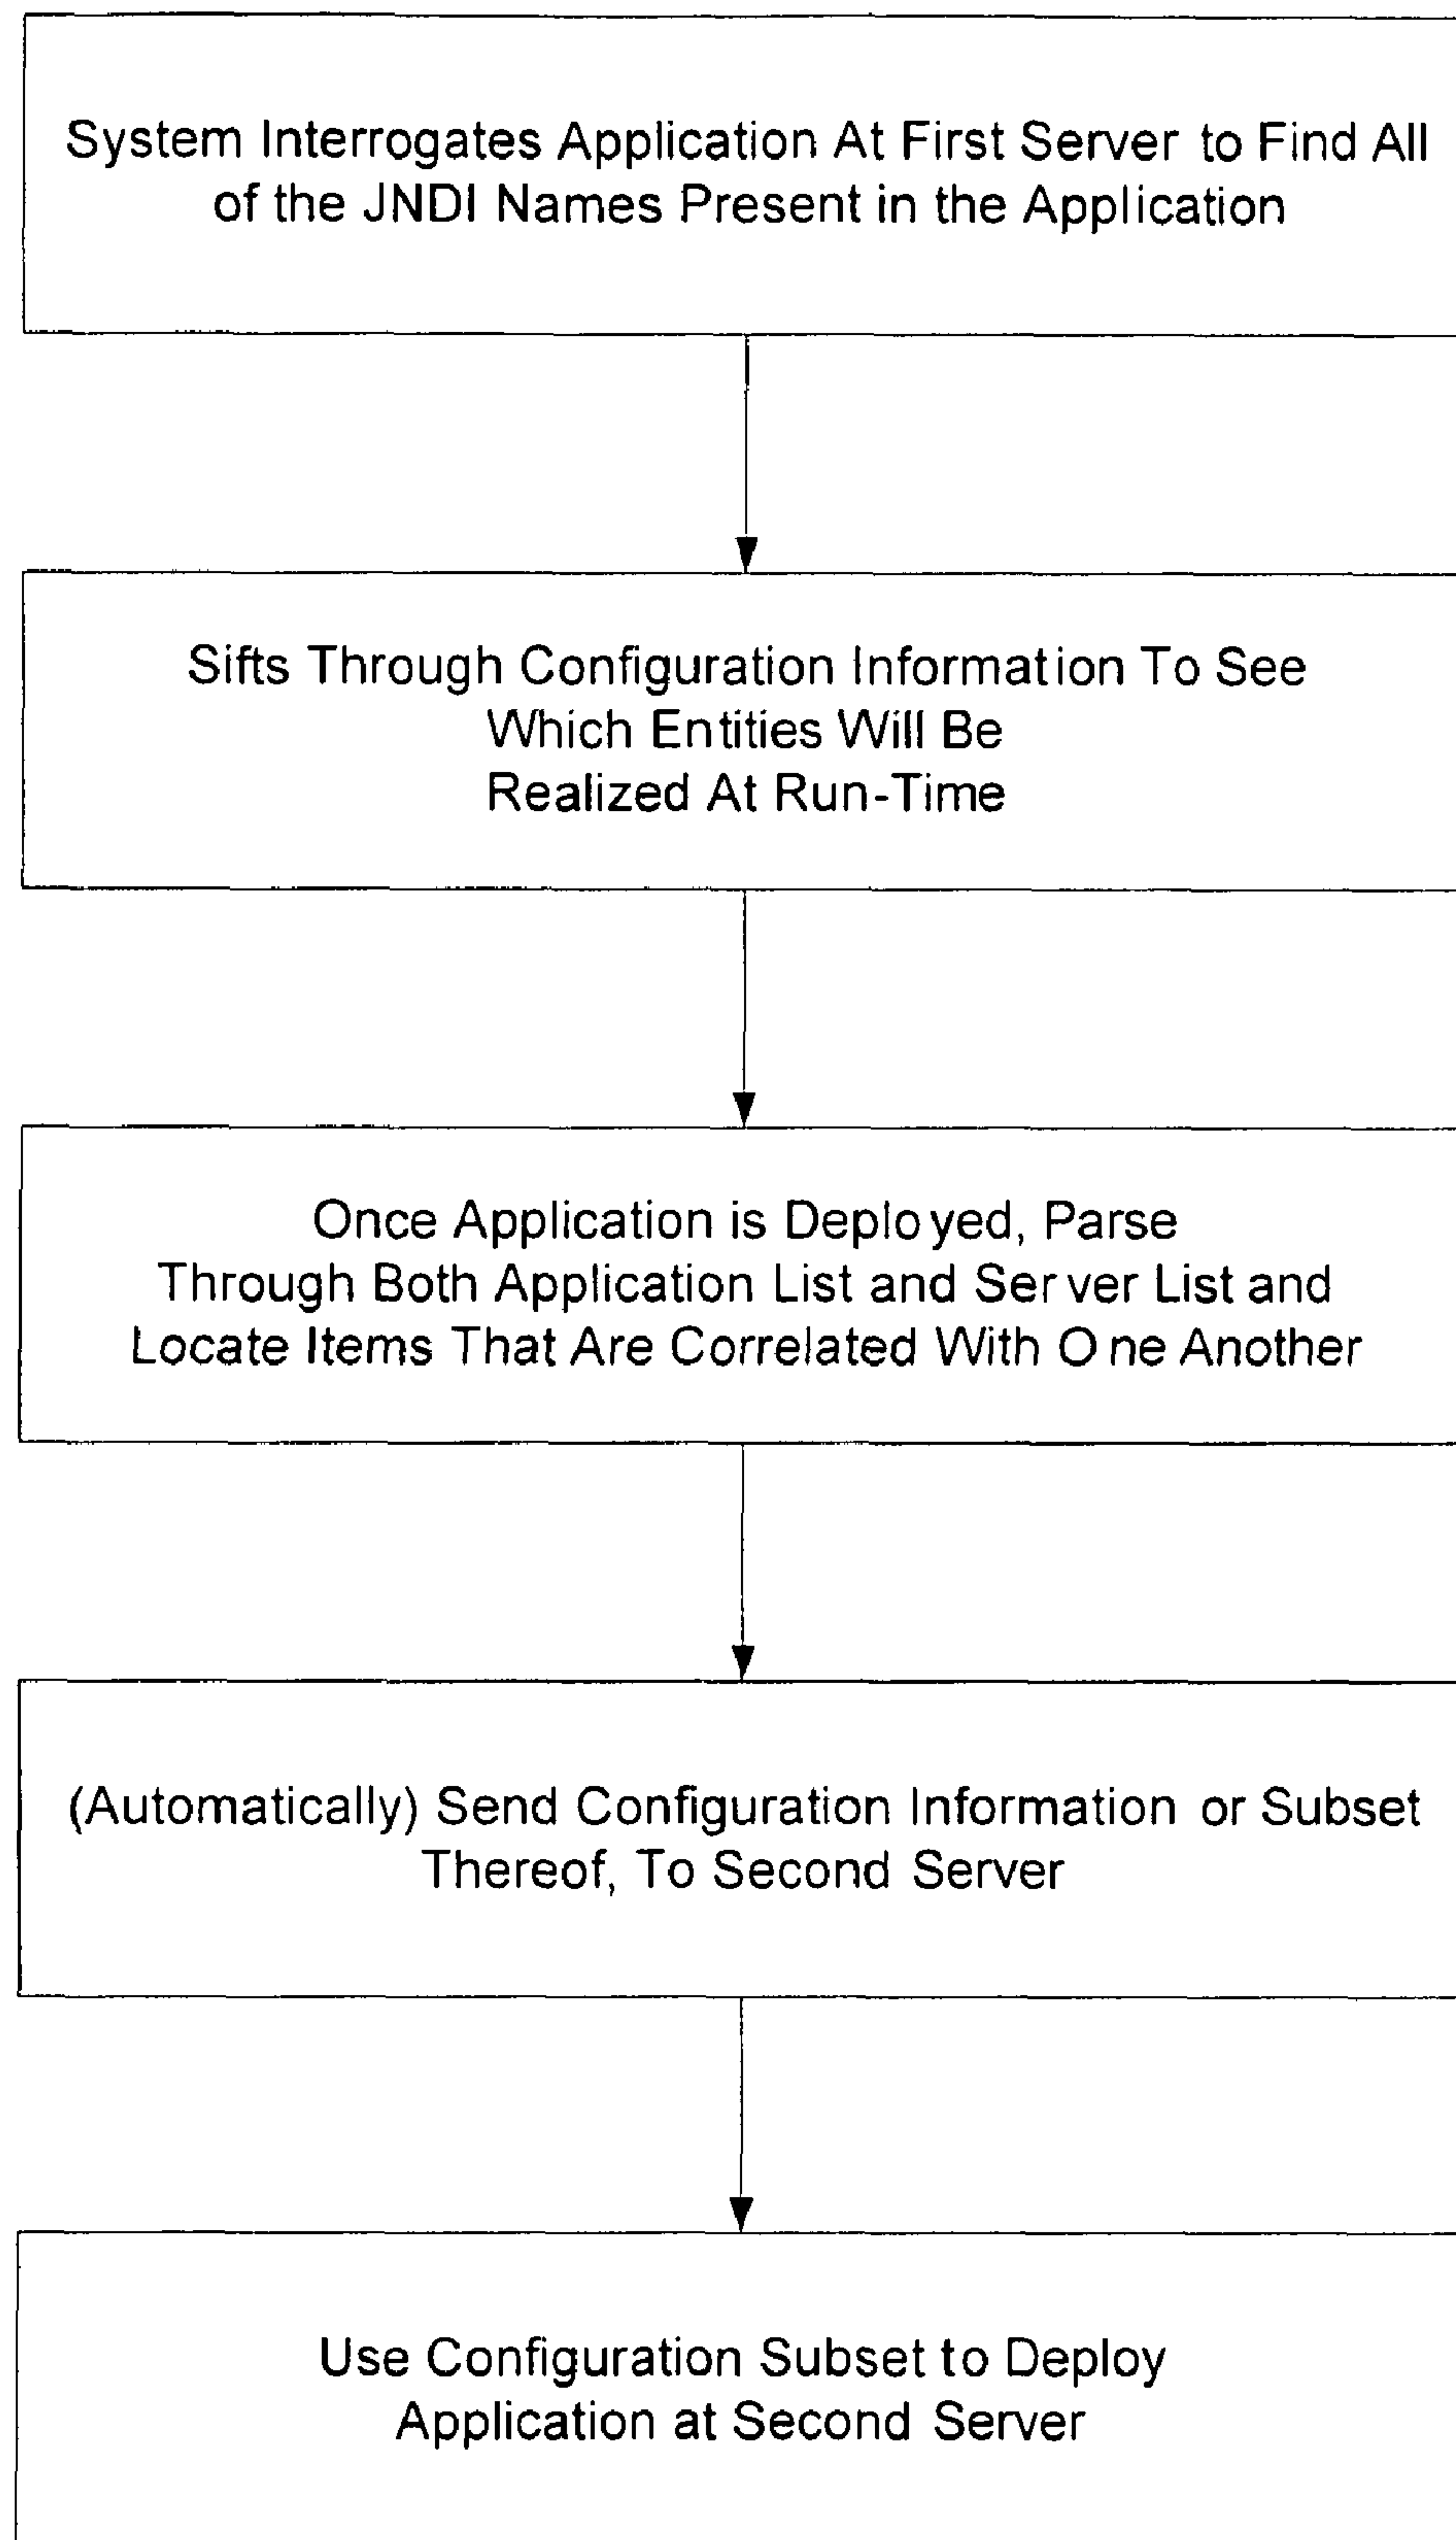 System Interrogates Application At First Server to Find All
of the JNDI Names Present in the Application
Sifts Through Configuration Information To See
Which Entities Will Be
Realized At Run-Time
Once Application is Deployed, Parse
Through Both Application List and Server List and
Locate Items That Are Correlated With One Another
(Automatically) Send Configuration Information or Subset
Thereof, To Second Server
Use Configuration Subset to Deploy
Application at Second Server